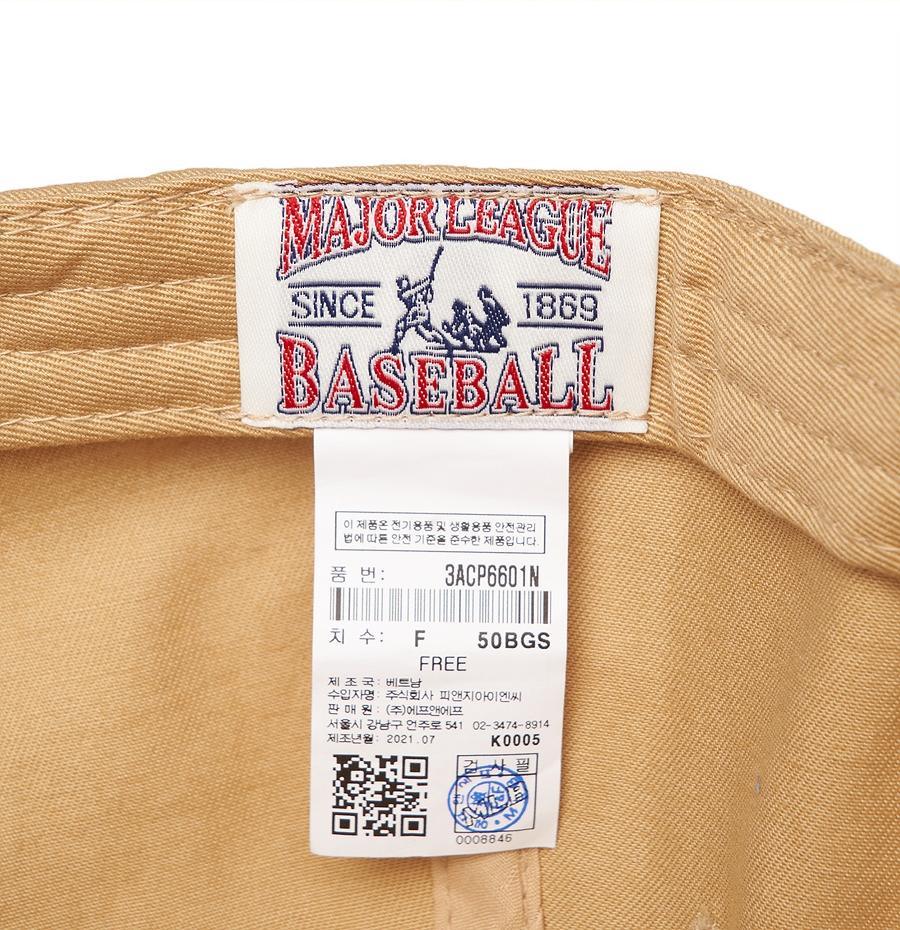 MAJOR LEAGUE
SINCE 1869
BASEBALL
이 제품은 전기용품 및 생활용품 안전관리
법에 따른 안전 기준을 준수한 제품입니다.
품 번: 3ACP6601N
치 수: F 50BGS
FREE
제 조 국: 베트남
수입자명: 주식회사 피앤지아이엔씨
판 매 원: (주)에프앤에프
서울시 강남구 언주로 541 02-3474-8914
제조년월: 2021.07 K0005
검 사 필
0008846